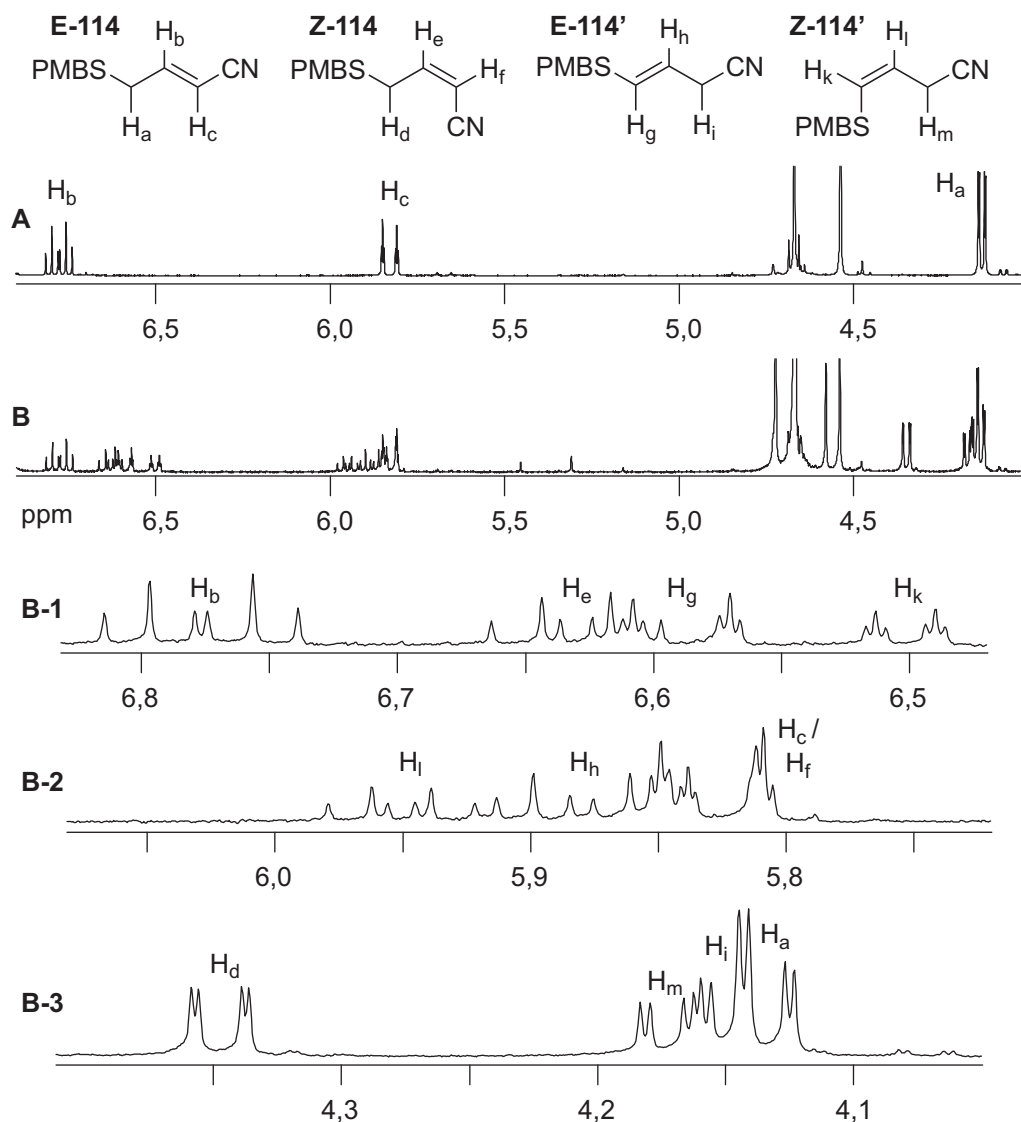 E-114 Z-114 E-114' Z-114'
Hb He Hh Hl
PMBS CN PMBS Hf PMBS CN Hk CN
Ha Hc Hd CN Hg Hi PMBS Hm
A Hb Hc Ha
6,5 6,0 5,5 5,0 4,5
B
ppm 6,5 6,0 5,5 5,0 4,5
B-1 Hb He Hg Hk
6,8 6,7 6,6 6,5
B-2 Hl Hh Hc / Hf
6,0 5,9 5,8
B-3 Hd Hm Hi Ha
4,3 4,2 4,1